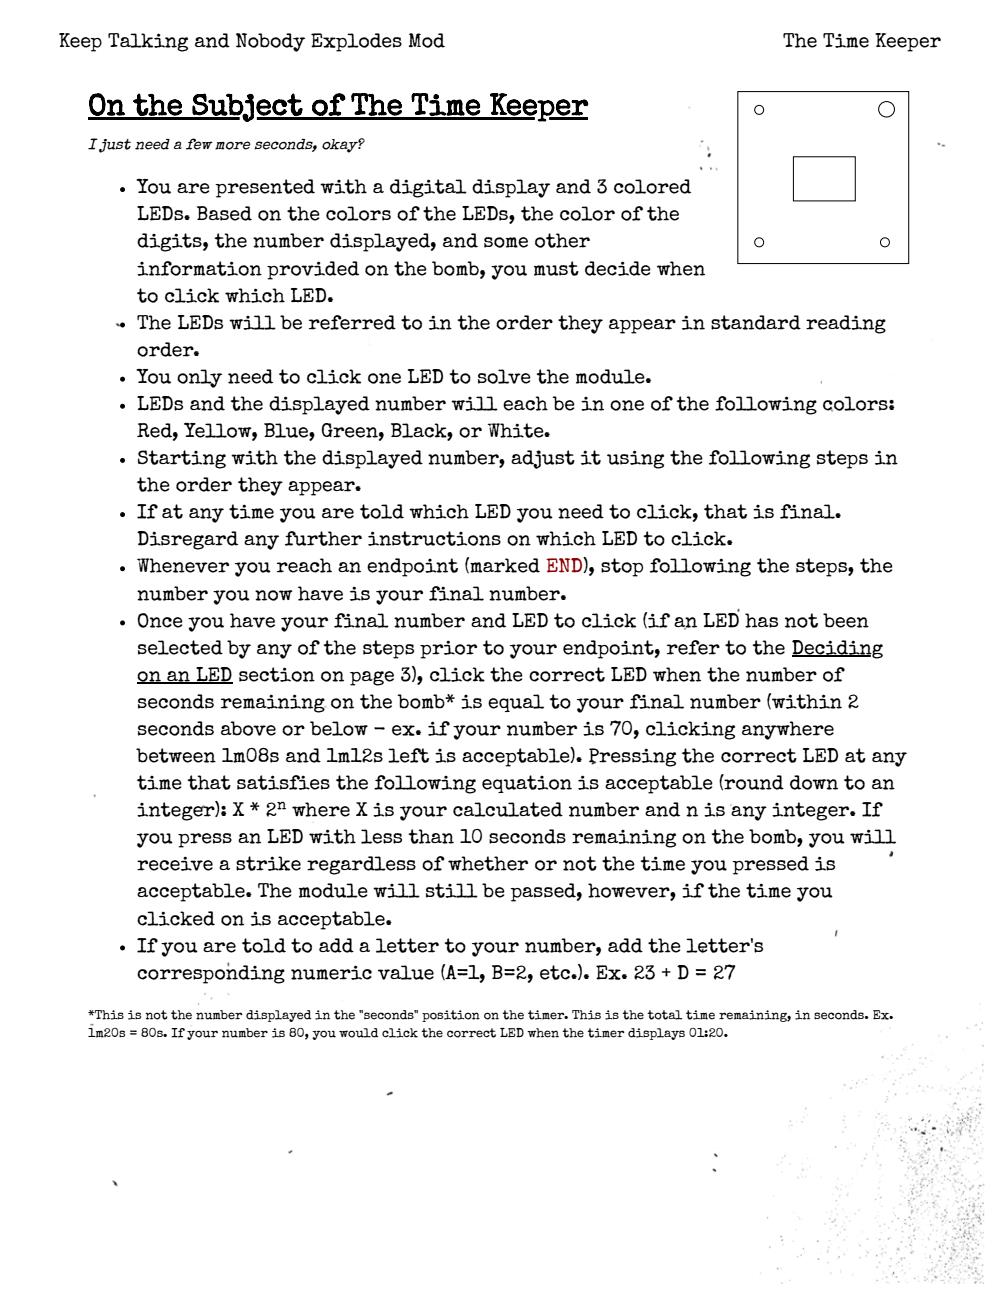 Keep Talking and Nobody Explodes Mod
The Time Keeper
On the Subject of The Time Keeper
I just need a few more seconds, okay?
• You are presented with a digital display and 3 colored
LEDs. Based on the colors of the LEDs, the color of the
digits, the number displayed, and some other
information provided on the bomb, you must decide when
to click which LED.
• The LEDs will be referred to in the order they appear in standard reading
order.
• You only need to click one LED to solve the module.
• LEDs and the displayed number will each be in one of the following colors:
Red, Yellow, Blue, Green, Black, or White.
• Starting with the displayed number, adjust it using the following steps in
the order they appear.
• If at any time you are told which LED you need to click, that is final.
Disregard any further instructions on which LED to click.
• Whenever you reach an endpoint (marked END), stop following the steps, the
number you now have is your final number.
• Once you have your final number and LED to click (if an LED has not been
selected by any of the steps prior to your endpoint, refer to the Deciding
on an LED section on page 3), click the correct LED when the number of
seconds remaining on the bomb* is equal to your final number (within 2
seconds above or below – ex. if your number is 70, clicking anywhere
between 1m08s and 1m12s left is acceptable). Pressing the correct LED at any
time that satisfies the following equation is acceptable (round down to an
integer): X * 2ⁿ where X is your calculated number and n is any integer. If
you press an LED with less than 10 seconds remaining on the bomb, you will
receive a strike regardless of whether or not the time you pressed is
acceptable. The module will still be passed, however, if the time you
clicked on is acceptable.
• If you are told to add a letter to your number, add the letter's
corresponding numeric value (A=1, B=2, etc.). Ex. 23 + D = 27
*This is not the number displayed in the "seconds" position on the timer. This is the total time remaining, in seconds. Ex.
1m20s = 80s. If your number is 80, you would click the correct LED when the timer displays 01:20.